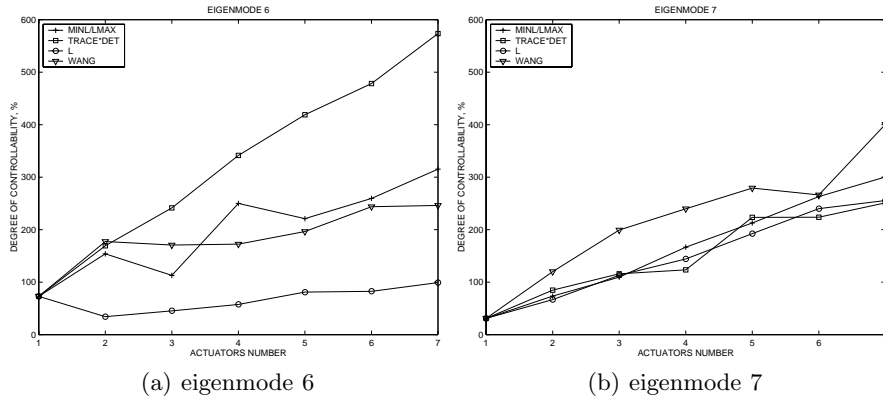 EIGENMODE 6
600
500
400
300
200
100
0
DEGREE OF CONTROLLABILITY, %
MINL/LMAX
TRACE*DET
L
WANG
1 2 3 4 5 6 7
ACTUATORS NUMBER
(a) eigenmode 6
EIGENMODE 7
600
500
400
300
200
100
0
DEGREE OF CONTROLLABILITY, %
MINL/LMAX
TRACE*DET
L
WANG
1 2 3 4 5 6
ACTUATORS NUMBER
(b) eigenmode 7